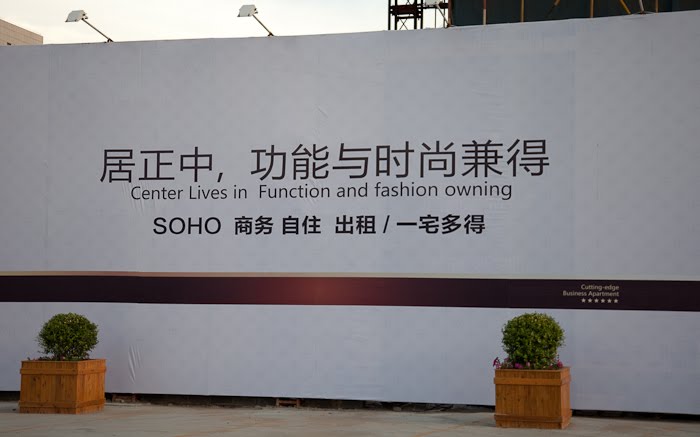 居正中，功能与时尚兼得
Center Lives in Function and fashion owning
SOHO 商务 自住 出租 / 一宅多得
Cutting-edge
Business Apartment
★★★★★★